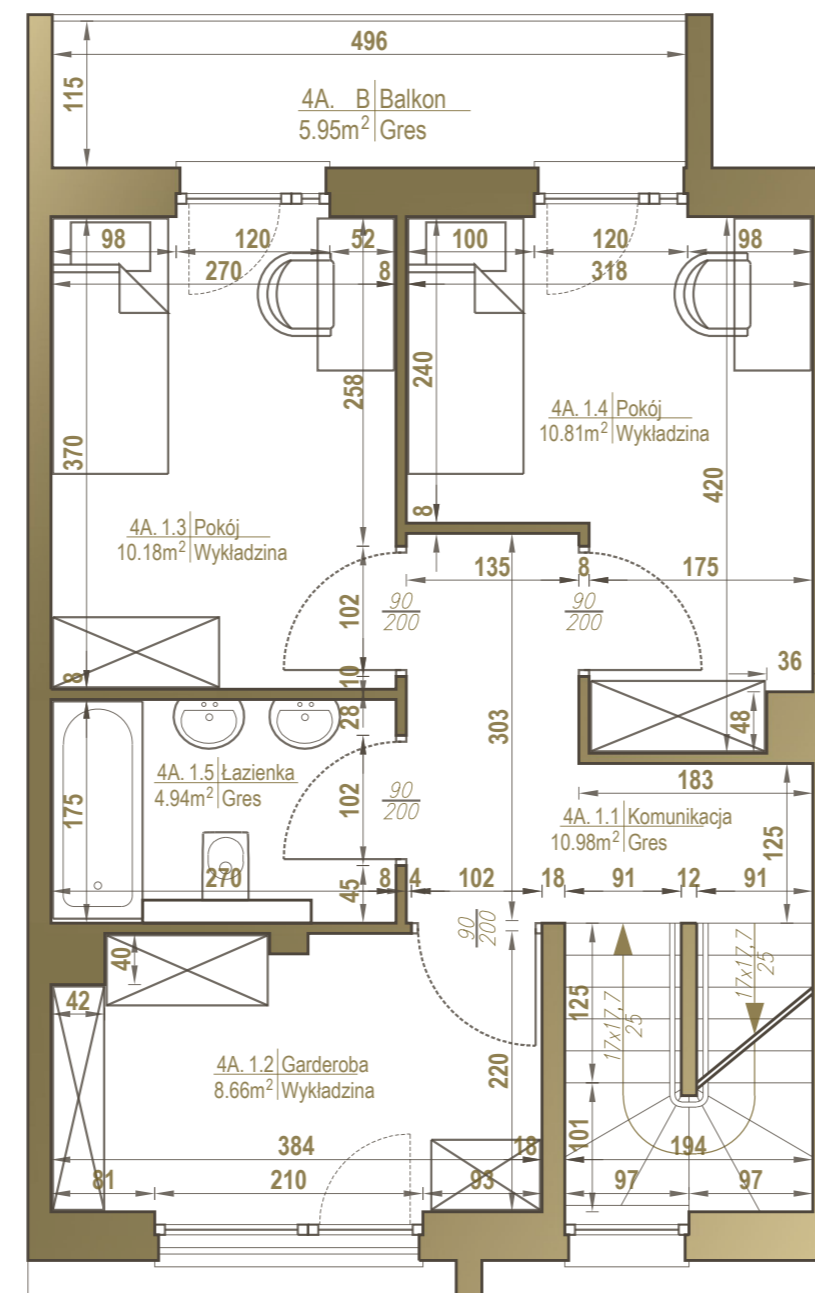 496
115
4A. B Balkon
5.95m² Gres
98 120 52 100 120 98
270 8 318
258
240
370
420
4A. 1.4 Pokój
10.81m² Wykładzina
8
4A. 1.3 Pokój
10.18m² Wykładzina
135 8 175
102
90
200
90
200
36
8
10
28
303
48
175
4A. 1.5 Łazienka
4.94m² Gres
102
90
200
183
4A. 1.1 Komunikacja
10.98m² Gres
125
270 8 4 102 18 91 12 91
45
90
200
40
42
125
17x17,7
25
17x17,7
25
4A. 1.2 Garderoba
8.66m² Wykładzina
220
101
384 18 194
81 210 93 97 97